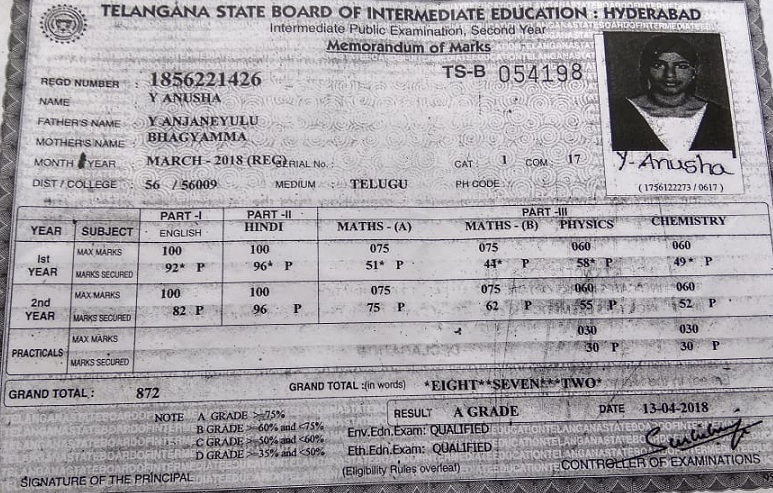 TELANGANA STATE BOARD OF INTERMEDIATE EDUCATION : HYDERABAD
Intermediate Public Examination, Second Year
Memorandum of Marks
TS-B 054198
REGD NUMBER : 1856221426
NAME : Y ANUSHA
FATHER'S NAME : Y ANJANEYULU
MOTHER'S NAME : BHAGYAMMA
MONTH & YEAR : MARCH - 2018 (REG) SERIAL No. : CAT : 1 COM : 17
DIST / COLLEGE : 56 / 56009 MEDIUM : TELUGU PH CODE :
Y. Anusha
( 1756122273 / 0617 )
YEAR SUBJECT PART -I ENGLISH PART -II HINDI PART -III MATHS - (A) MATHS - (B) PHYSICS CHEMISTRY
1st YEAR MAX MARKS 100 100 075 075 060 060
MARKS SECURED 92* P 96* P 51* P 44* P 58* P 49* P
2nd YEAR MAX MARKS 100 100 075 075 060 060
MARKS SECURED 82 P 96 P 75 P 62 P 55 P 52 P
PRACTICALS MAX MARKS 030 030
MARKS SECURED 30 P 30 P
GRAND TOTAL : 872 GRAND TOTAL :(in words) *EIGHT**SEVEN***TWO*
NOTE A GRADE >=75%
B GRADE >=60% and <75%
C GRADE >=50% and <60%
D GRADE >=35% and <50%
RESULT A GRADE DATE 13-04-2018
Env.Edn.Exam: QUALIFIED
Eth.Edn.Exam: QUALIFIED
(Eligibility Rules overleaf)
CONTROLLER OF EXAMINATIONS
SIGNATURE OF THE PRINCIPAL